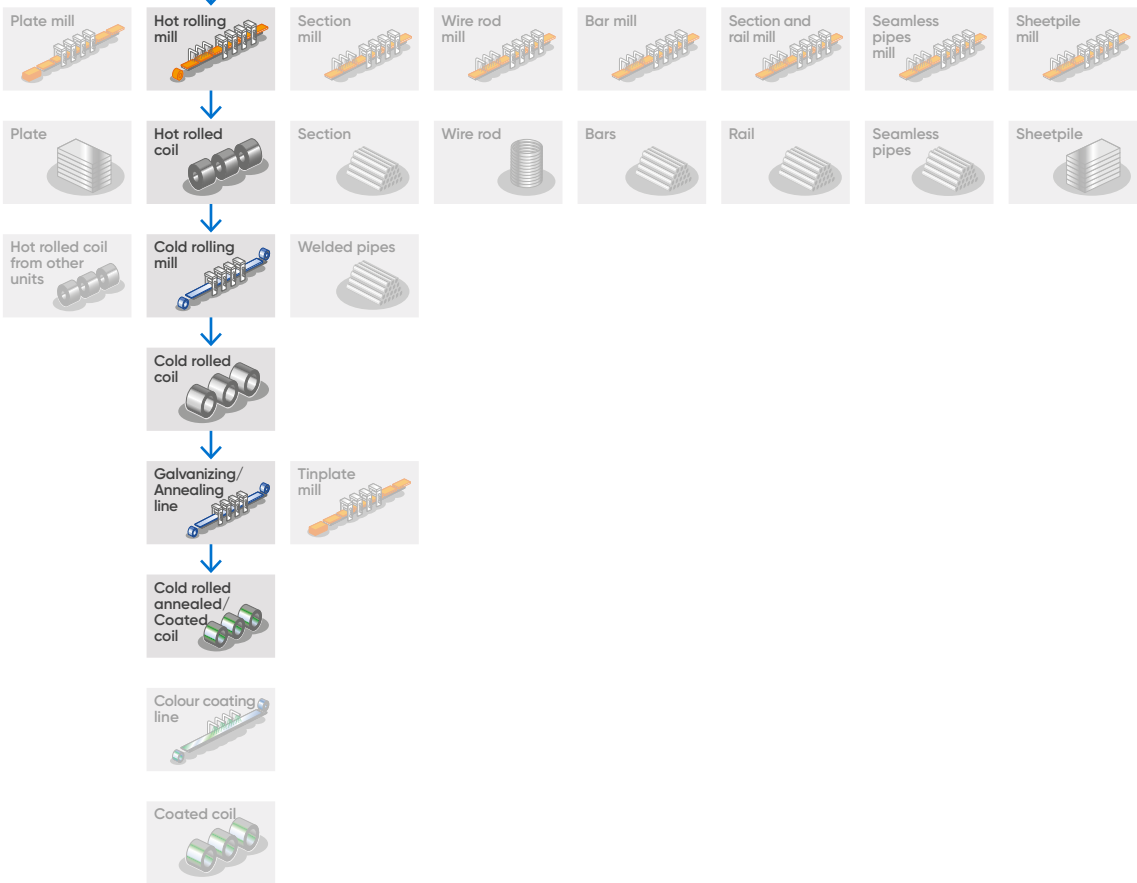 Plate mill
Hot rolling
mill
Section
mill
Wire rod
mill
Bar mill
Section and
rail mill
Seamless
pipes
mill
Sheetpile
mill
Plate
Hot rolled
coil
Section
Wire rod
Bars
Rail
Seamless
pipes
Sheetpile
Hot rolled coil
from other
units
Cold rolling
mill
Welded pipes
Cold rolled
coil
Galvanizing/
Annealing
line
Tinplate
mill
Cold rolled
annealed/
Coated
coil
Colour coating
line
Coated coil